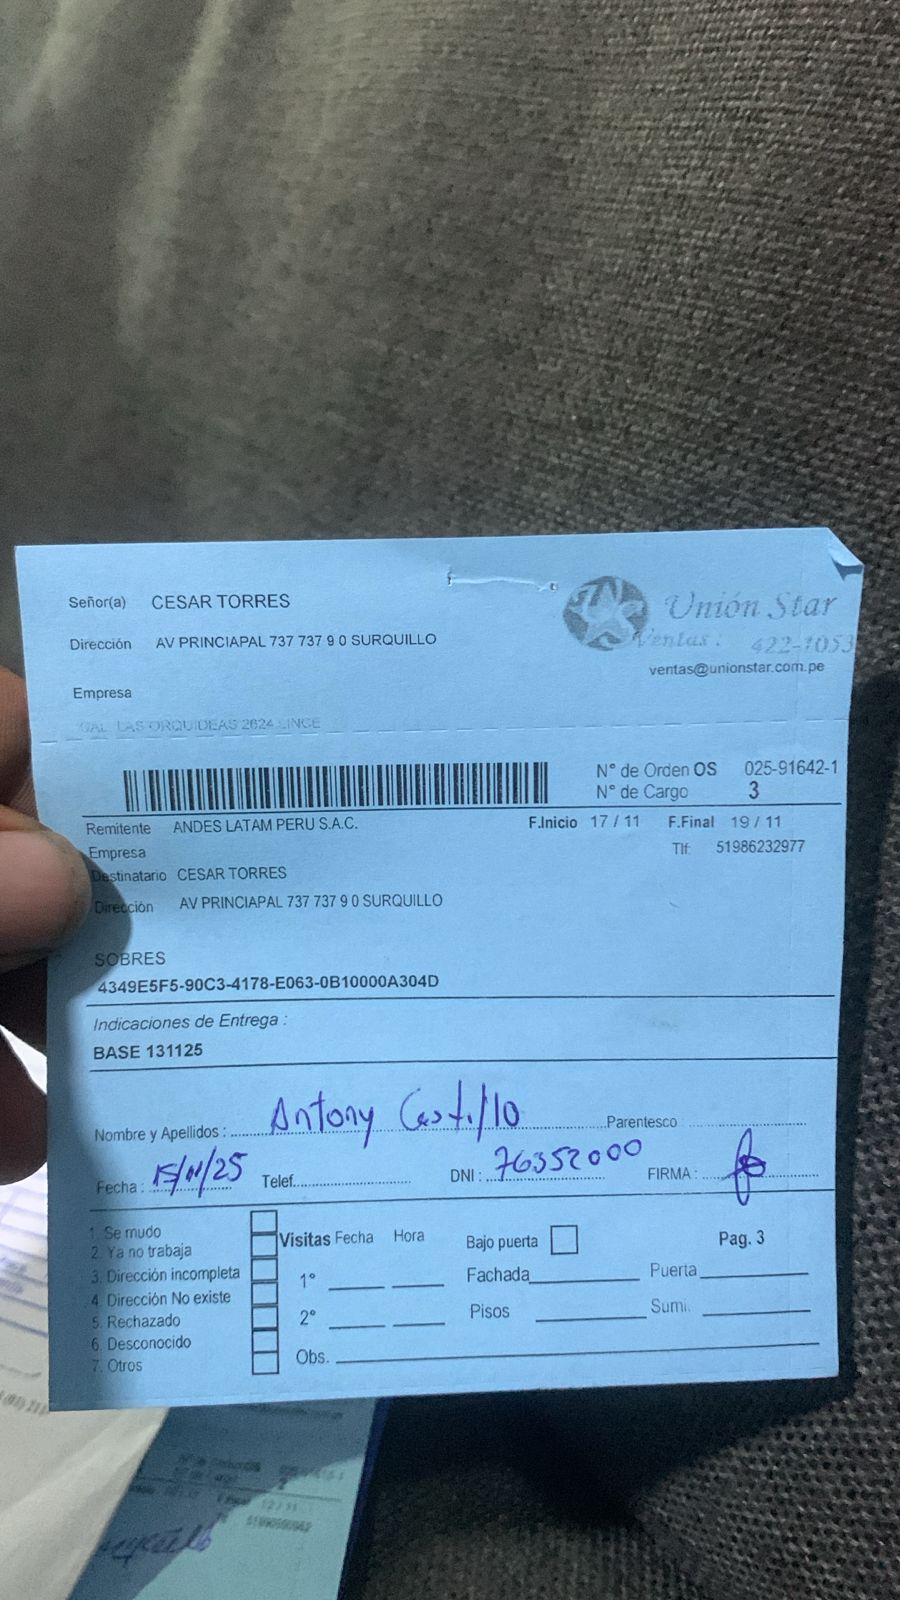 Señor(a) CESAR TORRES
Dirección AV PRINCIAPAL 737 737 9 0 SURQUILLO
Empresa
Unión Star
Ventas: 422-1053
ventas@unionstar.com.pe
CAL LAS ORQUIDEAS 2624 LINCE
N° de Orden OS 025-91642-1
N° de Cargo 3
Remitente ANDES LATAM PERU S.A.C. F.Inicio 17 / 11 F.Final 19 / 11
Empresa Tlf: 51986232977
Destinatario CESAR TORRES
Dirección AV PRINCIAPAL 737 737 9 0 SURQUILLO
SOBRES
4349E5F5-90C3-4178-E063-0B10000A304D
Indicaciones de Entrega :
BASE 131125
Nombre y Apellidos : Antony Castillo Parentesco
Fecha : 15/11/25 Telef. DNI : 76352000 FIRMA :
1. Se mudo
2. Ya no trabaja
3. Dirección incompleta
4. Dirección No existe
5. Rechazado
6. Desconocido
7. Otros
Visitas Fecha Hora Bajo puerta Pag. 3
1° Fachada Puerta
2° Pisos Sumi.
Obs.